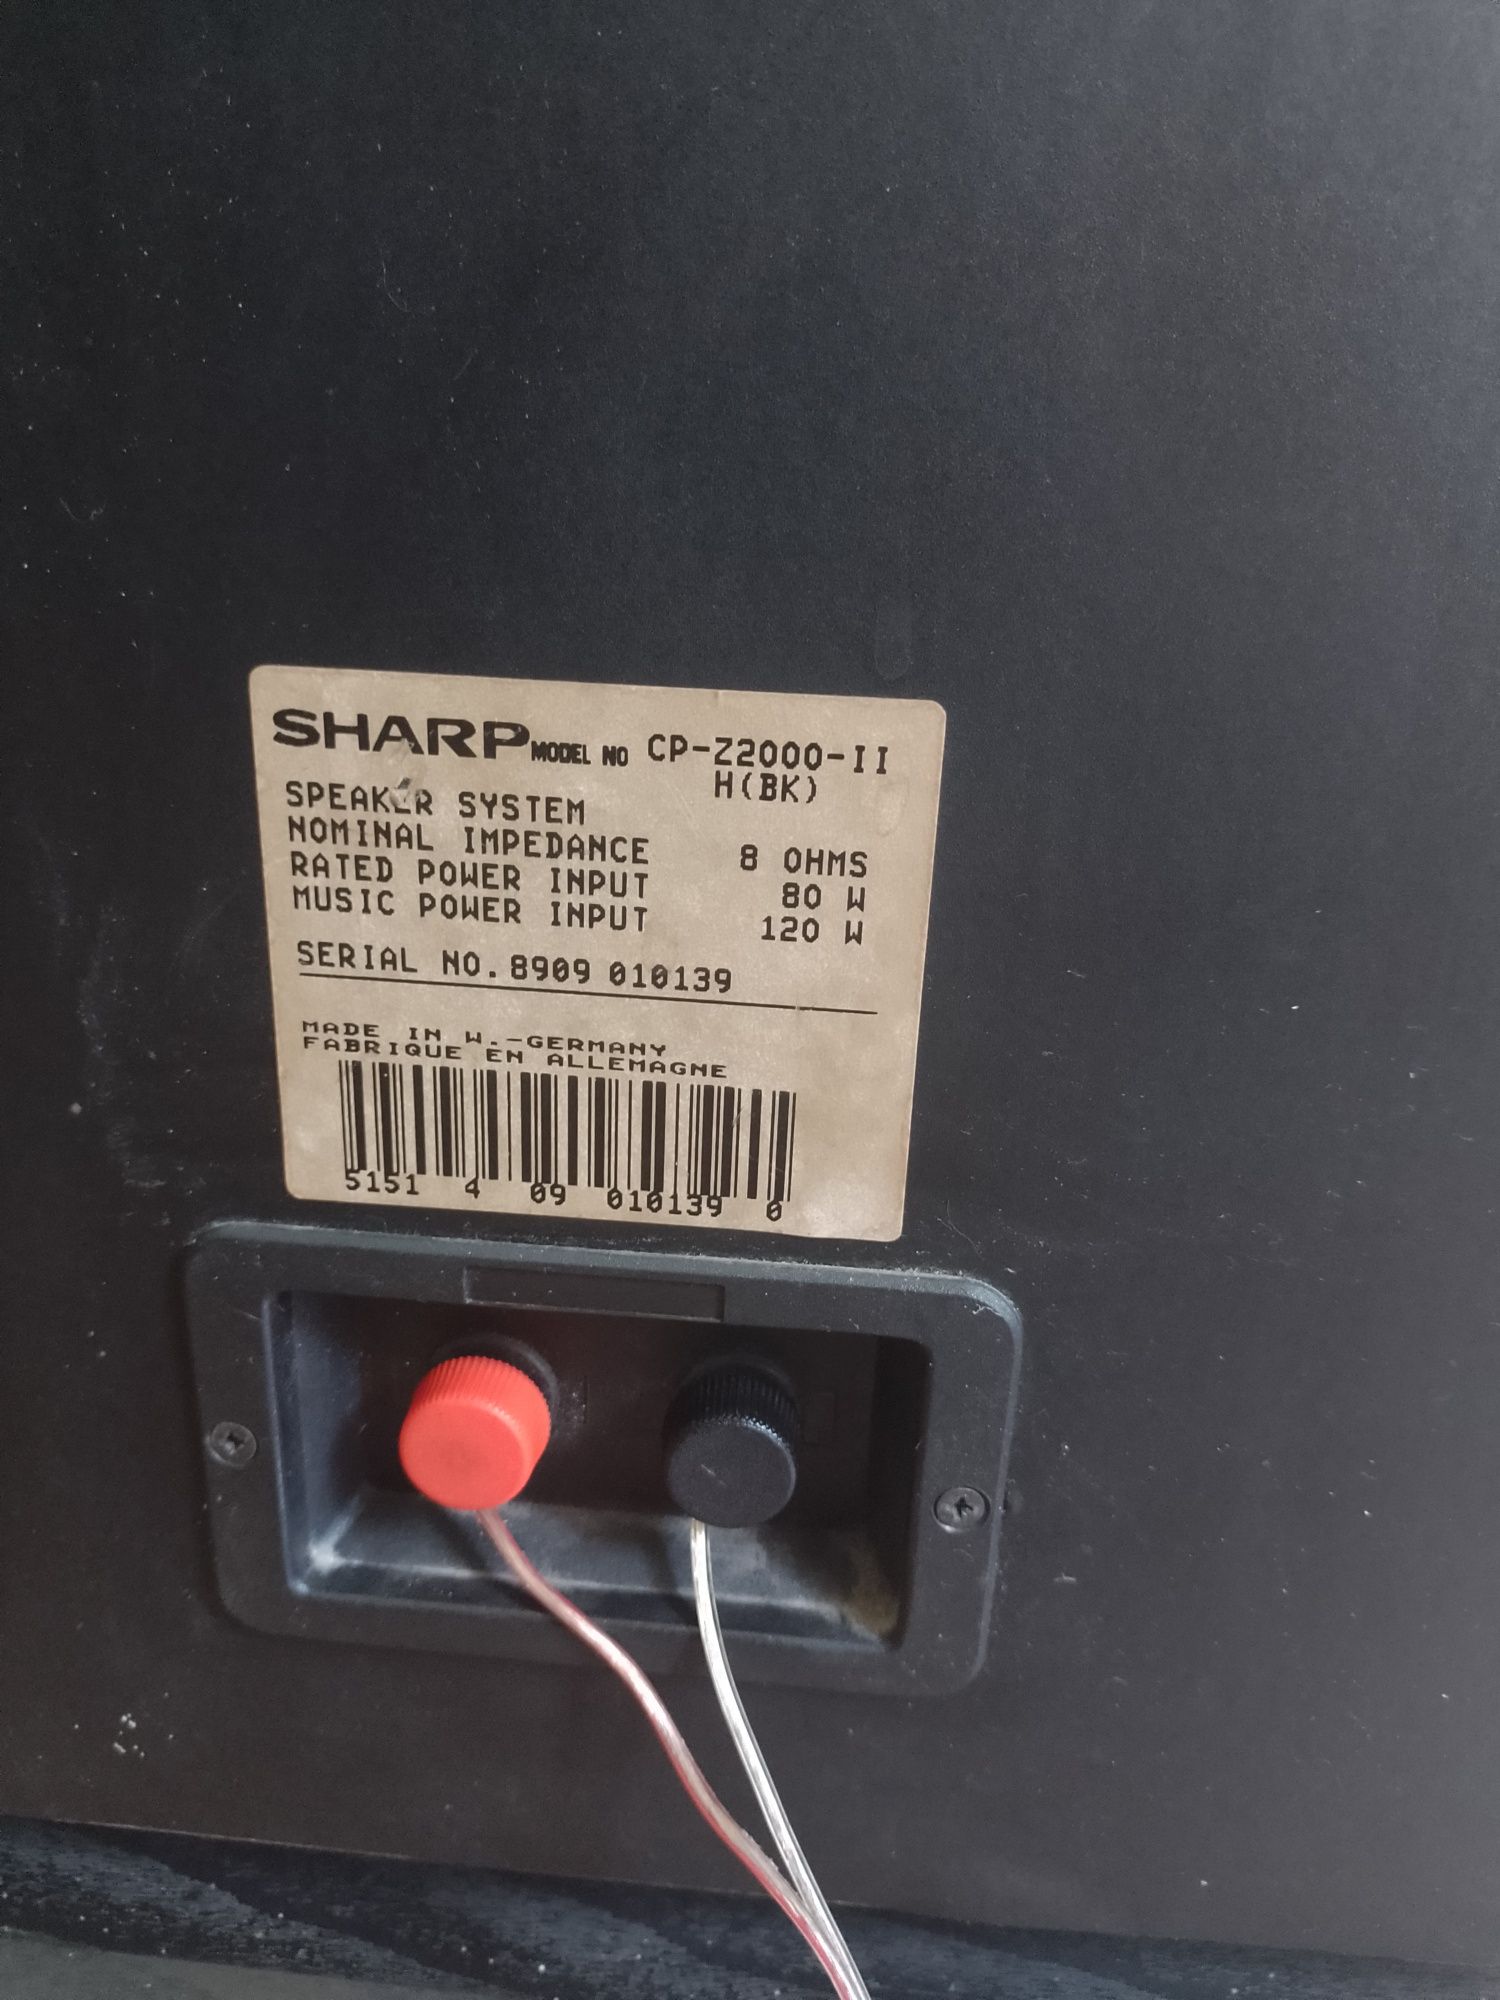 SHARP MODEL NO CP-Z2000-II
H(BK)
SPEAKER SYSTEM
NOMINAL IMPEDANCE 8 OHMS
RATED POWER INPUT 80 W
MUSIC POWER INPUT 120 W
SERIAL NO. 8909 010139
MADE IN W.-GERMANY
FABRIQUE EN ALLEMAGNE
5151 4 09 010139 0